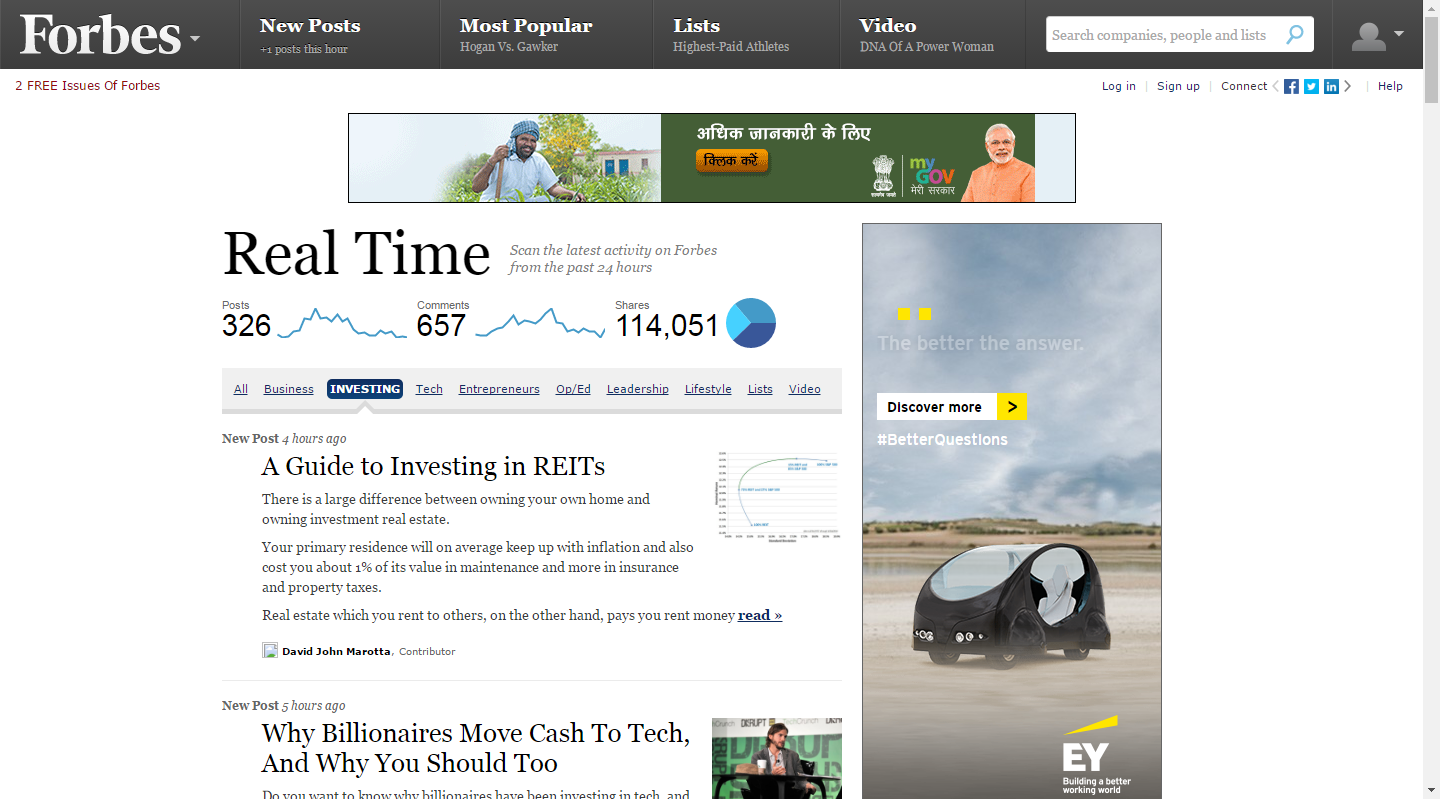 Forbes
New Posts
+1 posts this hour
Most Popular
Hogan Vs. Gawker
Lists
Highest-Paid Athletes
Video
DNA Of A Power Woman
Search companies, people and lists
2 FREE Issues Of Forbes
Log in | Sign up | Connect
Help
अधिक जानकारी के लिए
क्लिक करें
my
GOV
मेरी सरकार
Real Time
Scan the latest activity on Forbes
from the past 24 hours
Posts
326
Comments
657
Shares
114,051
All Business INVESTING Tech Entrepreneurs Op/Ed Leadership Lifestyle Lists Video
New Post 4 hours ago
A Guide to Investing in REITs
There is a large difference between owning your own home and
owning investment real estate.
Your primary residence will on average keep up with inflation and also
cost you about 1% of its value in maintenance and more in insurance
and property taxes.
Real estate which you rent to others, on the other hand, pays you rent money read »
David John Marotta, Contributor
New Post 5 hours ago
Why Billionaires Move Cash To Tech,
And Why You Should Too
Do you want to know why billionaires have been investing in tech, and
DISRUPT
The better the answer.
Discover more >
#BetterQuestions
EY
Building a better
working world